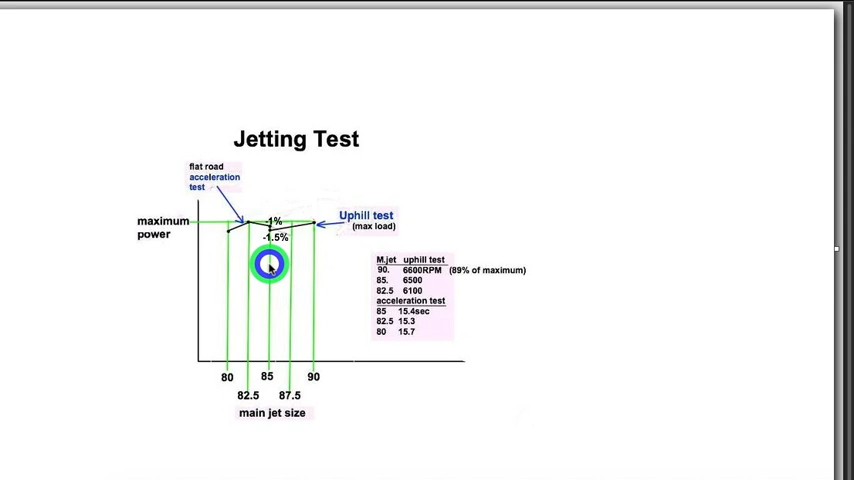 Jetting Test
flat road
acceleration
test
maximum
power
-1%
-1.5%
Uphill test
(max load)
M.jet uphill test
90. 6600RPM (89% of maximum)
85. 6500
82.5 6100
acceleration test
85 15.4sec
82.5 15.3
80 15.7
80 85 90
82.5 87.5
main jet size